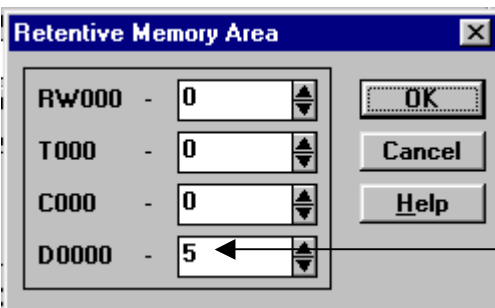 Retentive Memory Area
RW000 - 0
OK
T000 - 0
Cancel
C000 - 0
Help
D0000 - 5